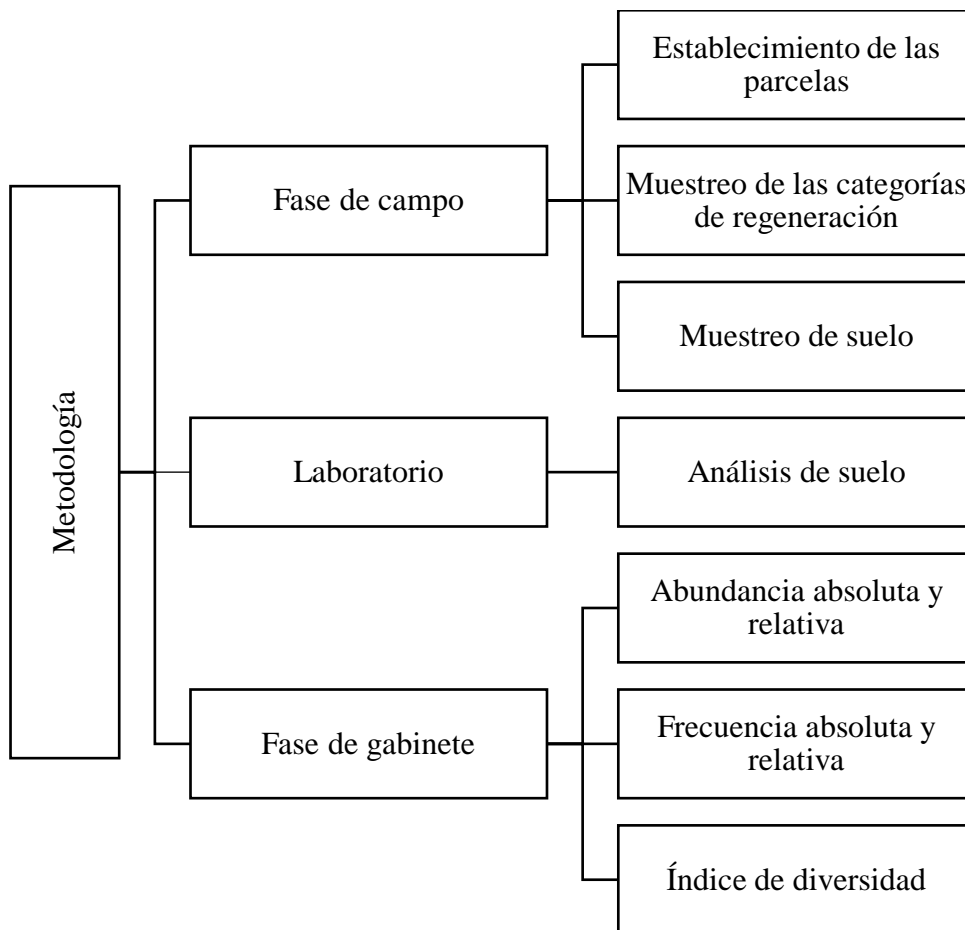 Metodología
Fase de campo
Establecimiento de las
parcelas
Muestreo de las categorías
de regeneración
Muestreo de suelo
Laboratorio
Análisis de suelo
Fase de gabinete
Abundancia absoluta y
relativa
Frecuencia absoluta y
relativa
Índice de diversidad